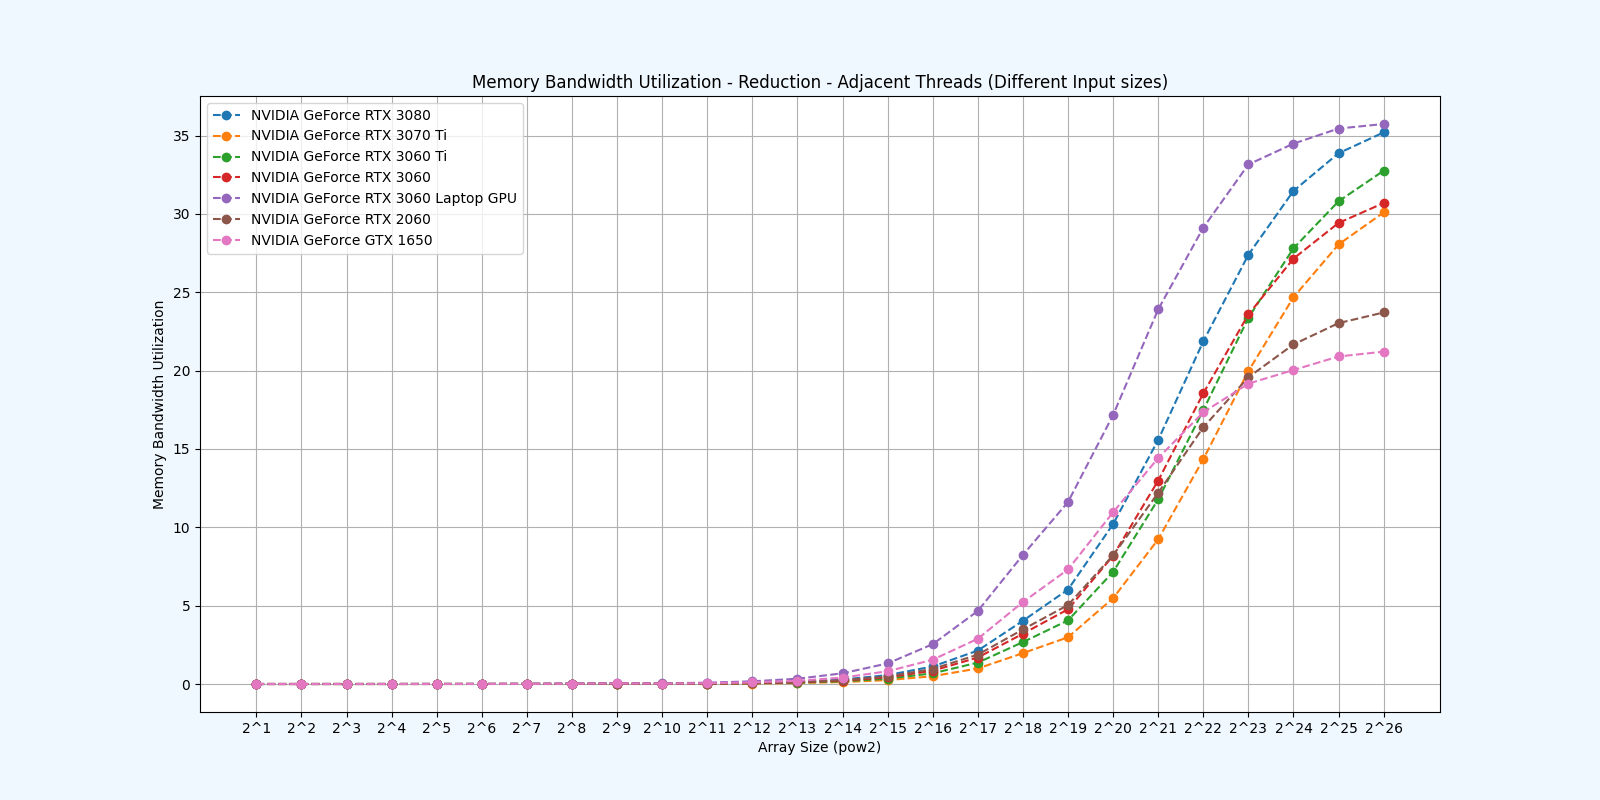 Memory Bandwidth Utilization - Reduction - Adjacent Threads (Different Input sizes)
NVIDIA GeForce RTX 3080
NVIDIA GeForce RTX 3070 Ti
NVIDIA GeForce RTX 3060 Ti
NVIDIA GeForce RTX 3060
NVIDIA GeForce RTX 3060 Laptop GPU
NVIDIA GeForce RTX 2060
NVIDIA GeForce GTX 1650
Memory Bandwidth Utilization
35
30
25
20
15
10
5
0
2^1 2^2 2^3 2^4 2^5 2^6 2^7 2^8 2^9 2^10 2^11 2^12 2^13 2^14 2^15 2^16 2^17 2^18 2^19 2^20 2^21 2^22 2^23 2^24 2^25 2^26
Array Size (pow2)